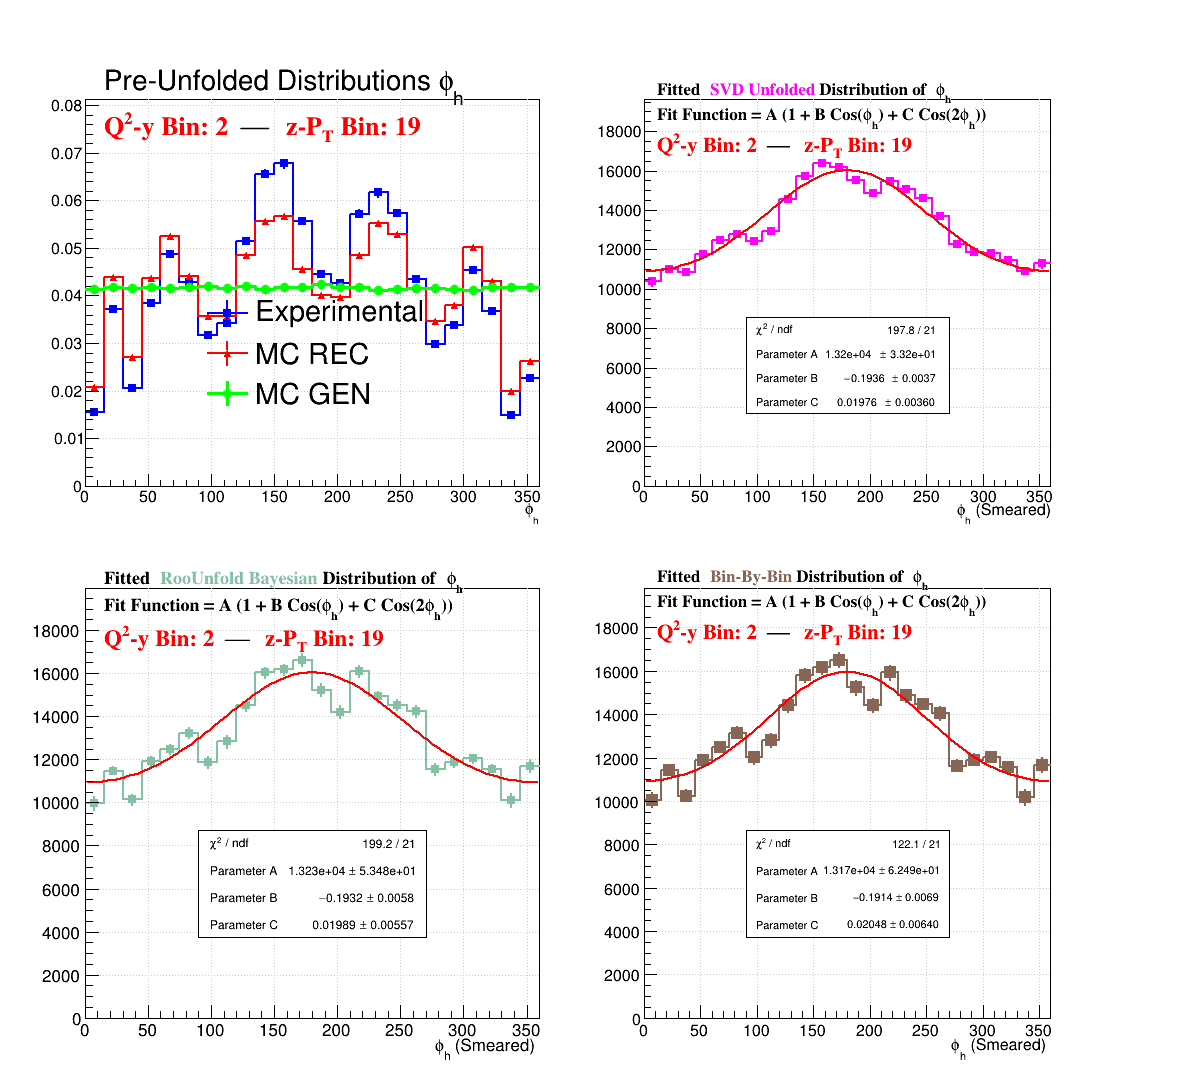 Pre-Unfolded Distributions ϕh
Q²-y Bin: 2 — z-PT Bin: 19
0.08
0.07
0.06
0.05
0.04
0.03
0.02
0.01
0
Experimental
MC REC
MC GEN
0 50 100 150 200 250 300 350
ϕh
Fitted SVD Unfolded Distribution of ϕh
Fit Function = A (1 + B Cos(ϕh) + C Cos(2ϕh))
Q²-y Bin: 2 — z-PT Bin: 19
18000
16000
14000
12000
10000
8000
6000
4000
2000
0
χ² / ndf 197.8 / 21
Parameter A 1.32e+04 ± 3.32e+01
Parameter B −0.1936 ± 0.0037
Parameter C 0.01976 ± 0.00360
0 50 100 150 200 250 300 350
ϕh (Smeared)
Fitted RooUnfold Bayesian Distribution of ϕh
Fit Function = A (1 + B Cos(ϕh) + C Cos(2ϕh))
Q²-y Bin: 2 — z-PT Bin: 19
18000
16000
14000
12000
10000
8000
6000
4000
2000
0
χ² / ndf 199.2 / 21
Parameter A 1.323e+04 ± 5.348e+01
Parameter B −0.1932 ± 0.0058
Parameter C 0.01989 ± 0.00557
0 50 100 150 200 250 300 350
ϕh (Smeared)
Fitted Bin-By-Bin Distribution of ϕh
Fit Function = A (1 + B Cos(ϕh) + C Cos(2ϕh))
Q²-y Bin: 2 — z-PT Bin: 19
18000
16000
14000
12000
10000
8000
6000
4000
2000
0
χ² / ndf 122.1 / 21
Parameter A 1.317e+04 ± 6.249e+01
Parameter B −0.1914 ± 0.0069
Parameter C 0.02048 ± 0.00640
0 50 100 150 200 250 300 350
ϕh (Smeared)